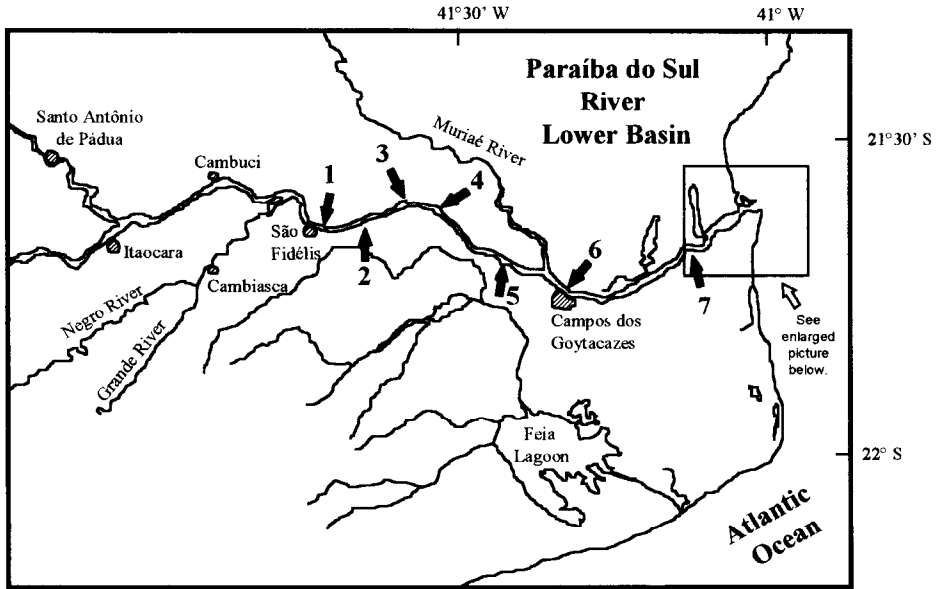 41°30' W
41° W
Paraíba do Sul
River
Lower Basin
21°30' S
Santo Antônio
de Pádua
Cambuci
Muriaé River
1
3
4
São
Fidélis
Itaocara
2
Cambiasca
5
6
7
Negro River
Grande River
Campos dos
Goytacazes
See
enlarged
picture
below.
Feia
Lagoon
22° S
Atlantic
Ocean